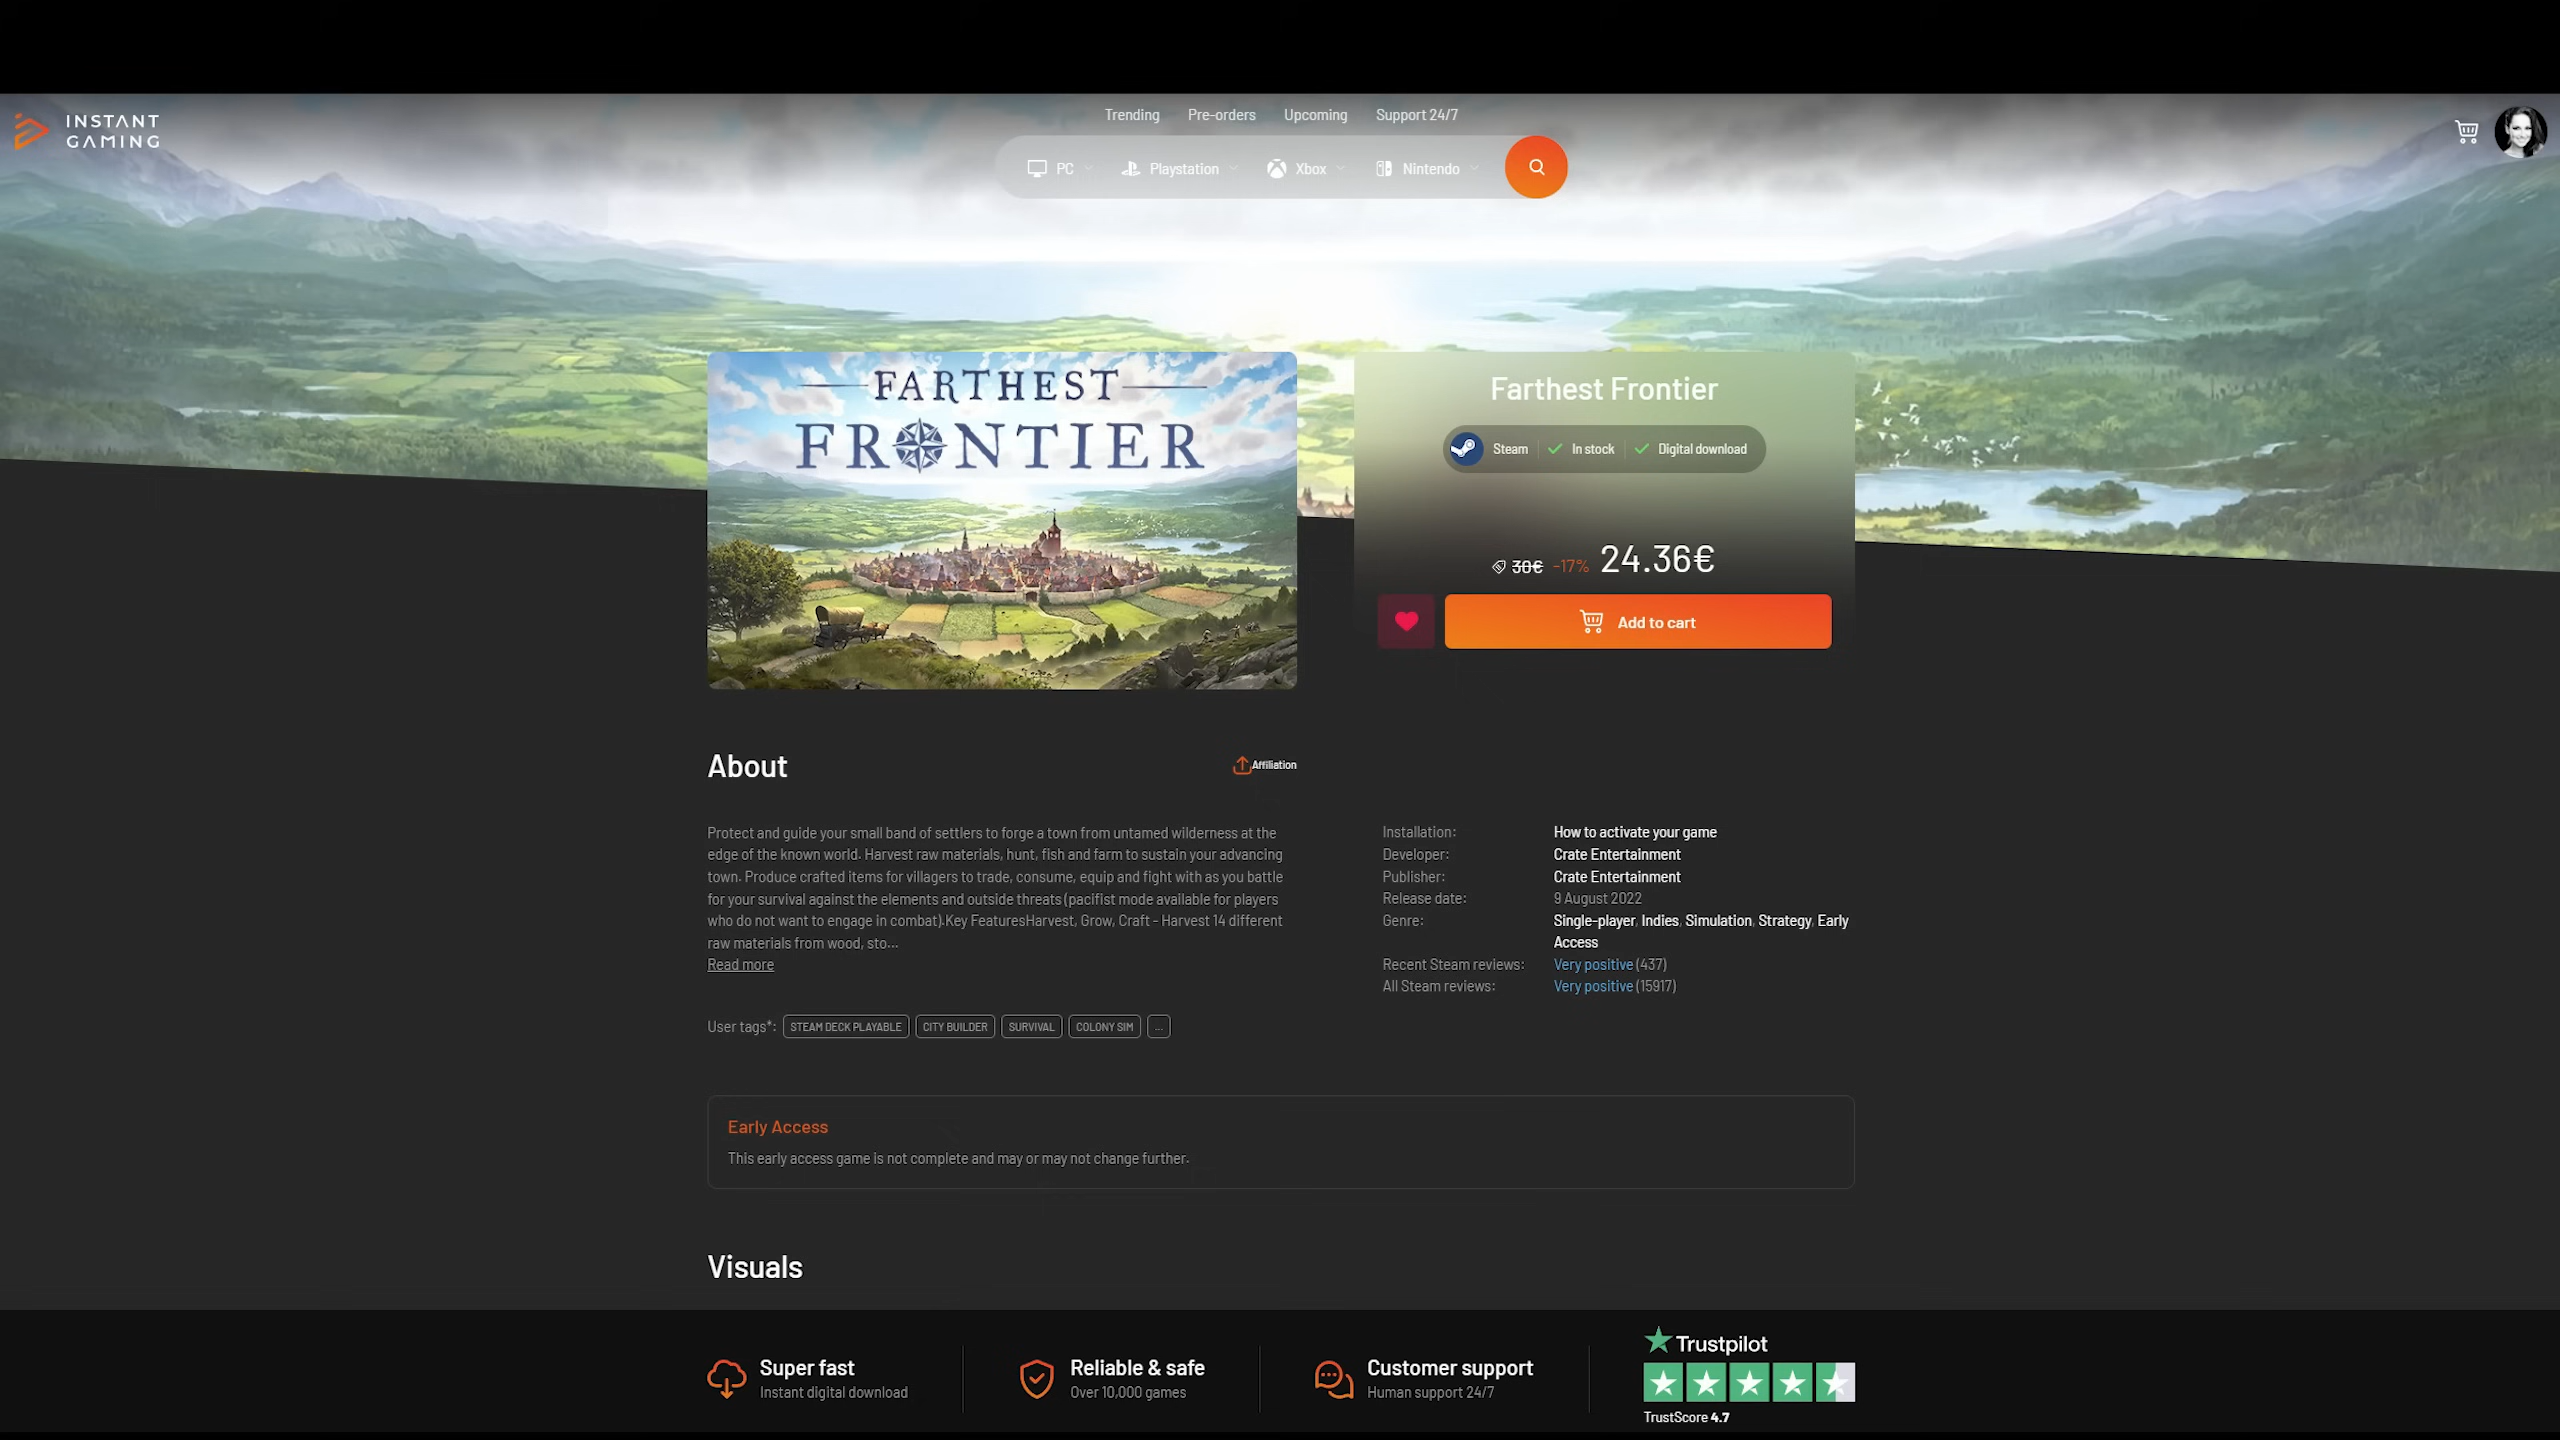 INSTANT
GAMING
Trending
Pre-orders
Upcoming
Support 24/7
PC
Playstation
Xbox
Nintendo
FARTHEST
FRONTIER
Farthest Frontier
Steam
In stock
Digital download
30€ -17% 24.36€
Add to cart
About
Affiliation
Protect and guide your small band of settlers to forge a town from untamed wilderness at the
edge of the known world. Harvest raw materials, hunt, fish and farm to sustain your advancing
town. Produce crafted items for villagers to trade, consume, equip and fight with as you battle
for your survival against the elements and outside threats (pacifist mode available for players
who do not want to engage in combat).Key FeaturesHarvest, Grow, Craft - Harvest 14 different
raw materials from wood, sto...
Read more
User tags*: STEAM DECK PLAYABLE CITY BUILDER SURVIVAL COLONY SIM ...
Installation: How to activate your game
Developer: Crate Entertainment
Publisher: Crate Entertainment
Release date: 9 August 2022
Genre: Single-player, Indies, Simulation, Strategy, Early
Access
Recent Steam reviews: Very positive (437)
All Steam reviews: Very positive (15917)
Early Access
This early access game is not complete and may or may not change further.
Visuals
Super fast
Instant digital download
Reliable & safe
Over 10,000 games
Customer support
Human support 24/7
Trustpilot
TrustScore 4.7